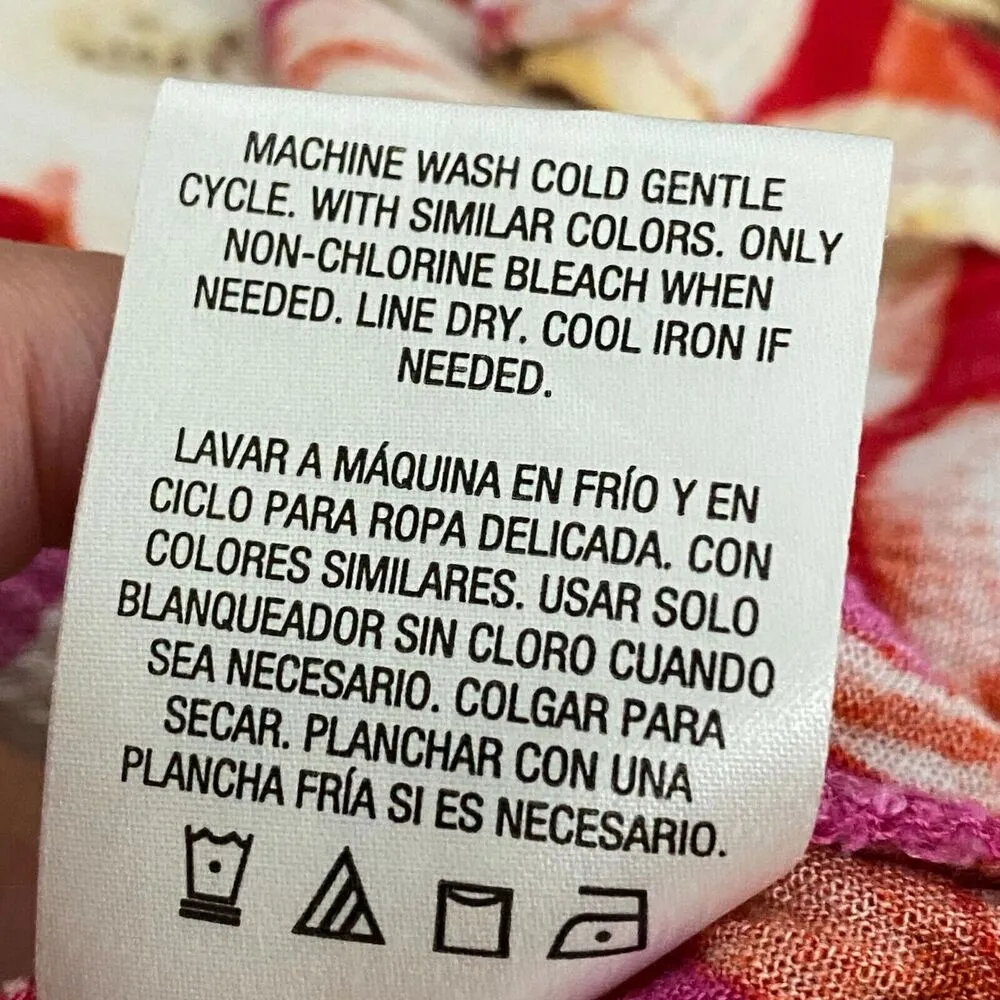 MACHINE WASH COLD GENTLE
CYCLE. WITH SIMILAR COLORS. ONLY
NON-CHLORINE BLEACH WHEN
NEEDED. LINE DRY. COOL IRON IF
NEEDED.
LAVAR A MÁQUINA EN FRÍO Y EN
CICLO PARA ROPA DELICADA. CON
COLORES SIMILARES. USAR SOLO
BLANQUEADOR SIN CLORO CUANDO
SEA NECESARIO. COLGAR PARA
SECAR. PLANCHAR CON UNA
PLANCHA FRÍA SI ES NECESARIO.